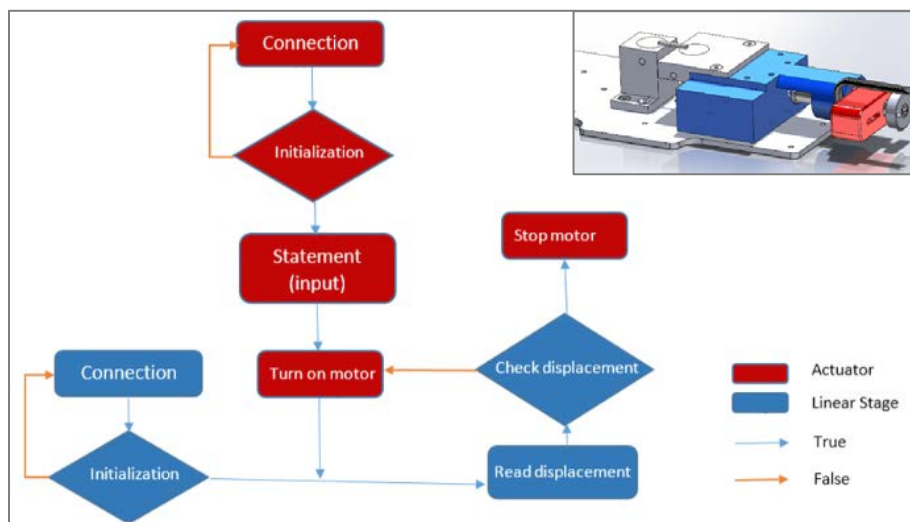 Connection
Initialization
Statement
(input)
Stop motor
Connection
Turn on motor
Check displacement
Initialization
Read displacement
Actuator
Linear Stage
True
False